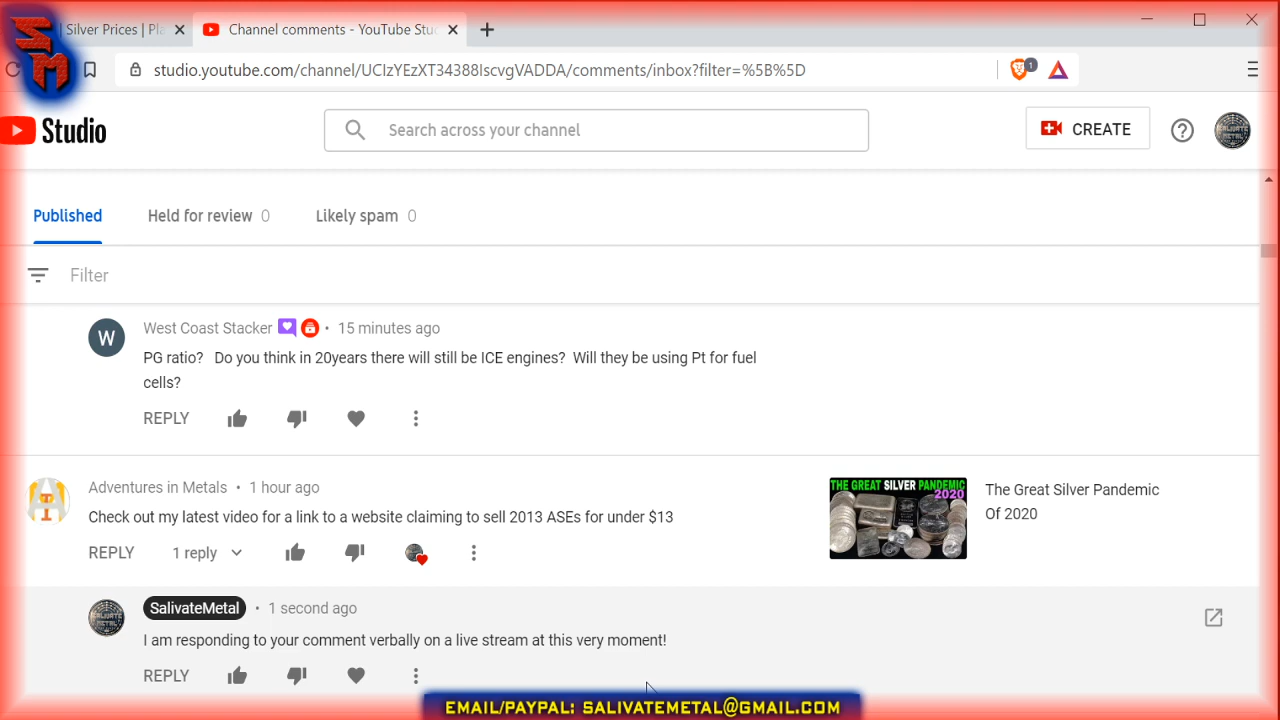 SM
Silver Prices | Pla
Channel comments - YouTube Stu
studio.youtube.com/channel/UCIzYEzXT34388IscvgVADDA/comments/inbox?filter=%5B%5D
1
Studio
Search across your channel
CREATE
Published
Held for review 0
Likely spam 0
Filter
W
West Coast Stacker • 15 minutes ago
PG ratio? Do you think in 20years there will still be ICE engines? Will they be using Pt for fuel
cells?
REPLY
Adventures in Metals • 1 hour ago
Check out my latest video for a link to a website claiming to sell 2013 ASEs for under $13
REPLY 1 reply
THE GREAT SILVER PANDEMIC
2020
The Great Silver Pandemic
Of 2020
SalivateMetal • 1 second ago
I am responding to your comment verbally on a live stream at this very moment!
REPLY
EMAIL/PAYPAL: SALIVATEMETAL@GMAIL.COM